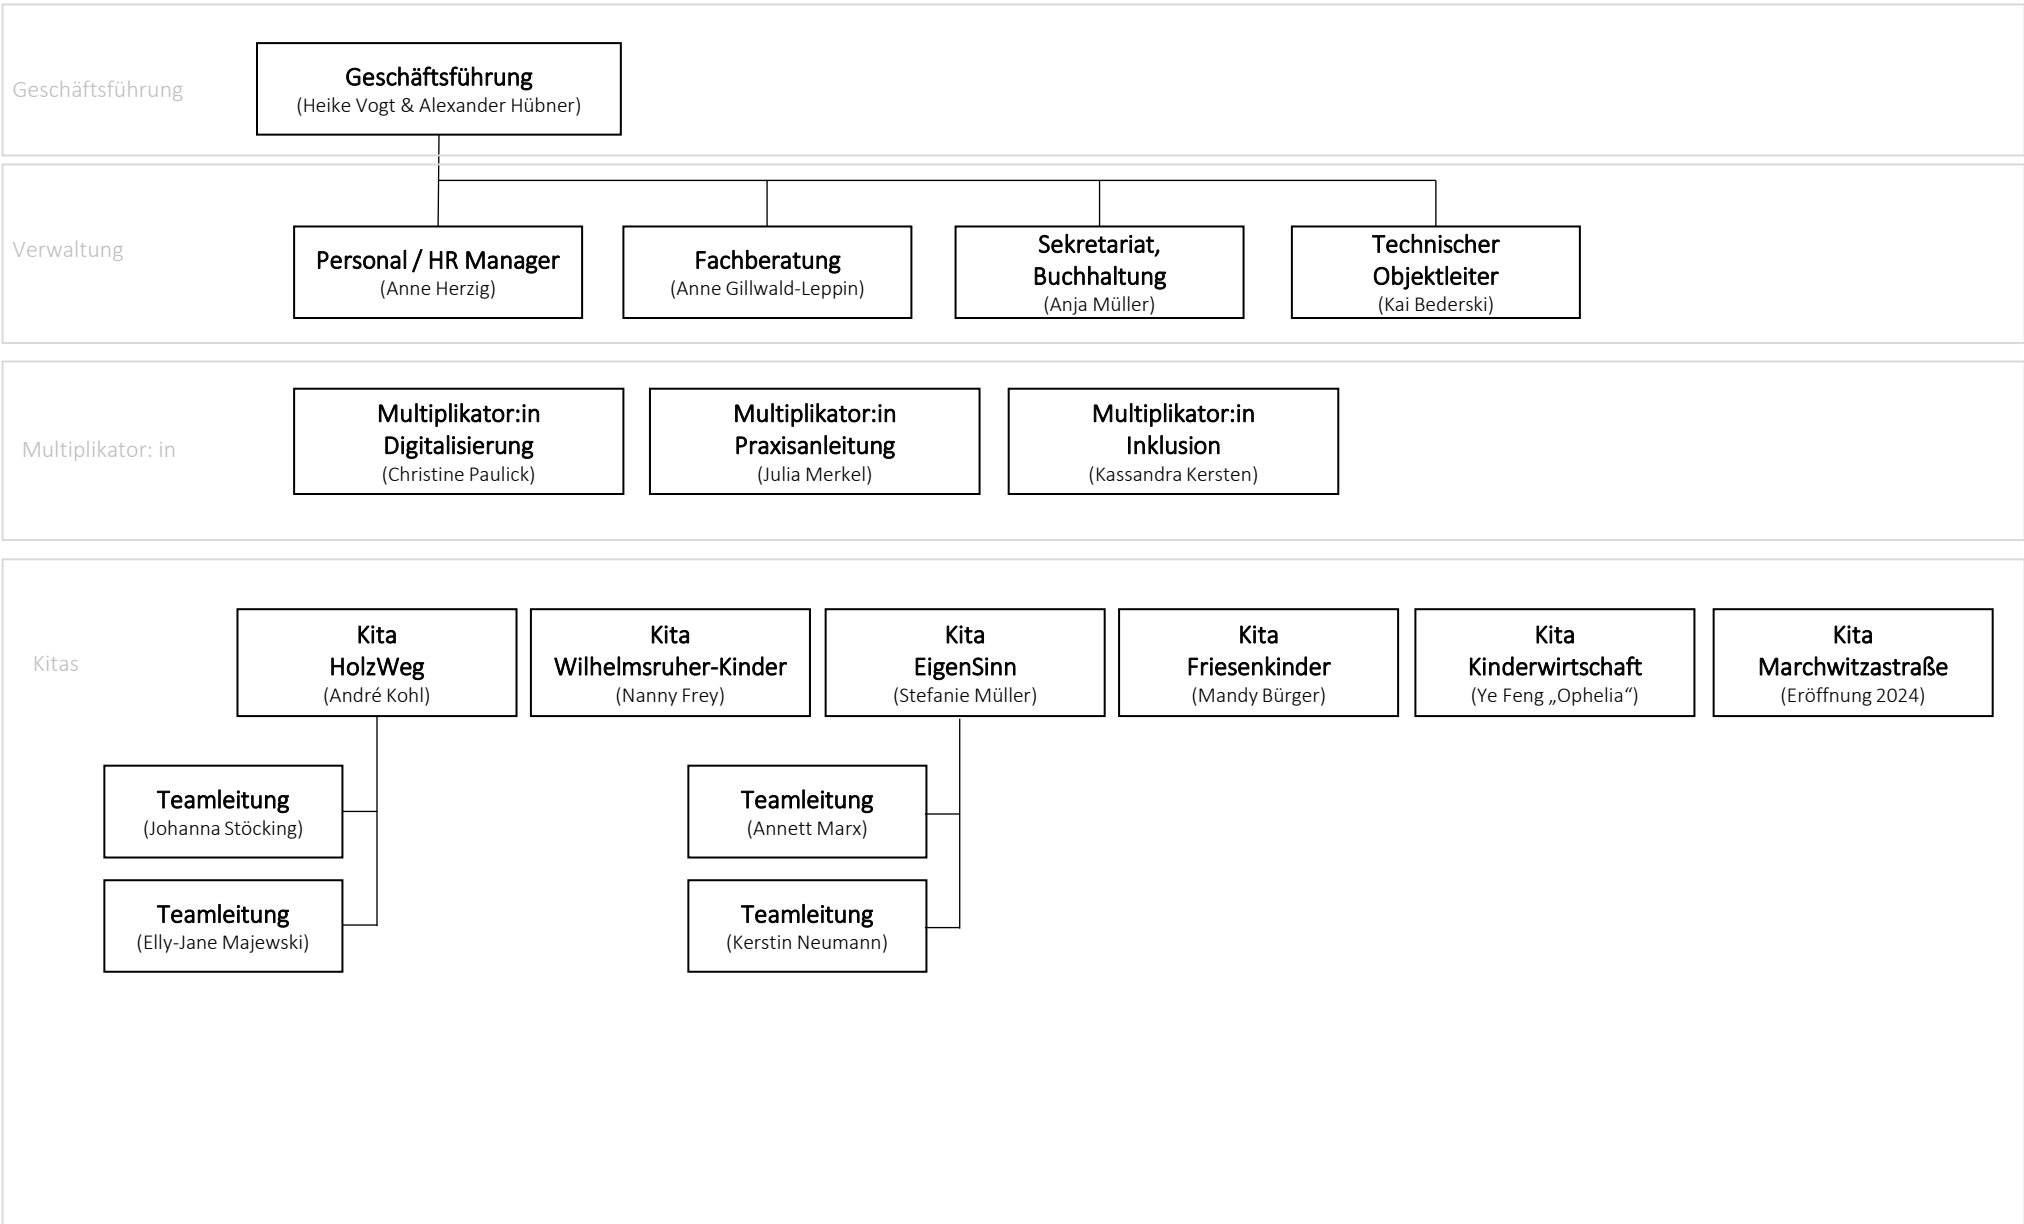 Geschäftsführung
Geschäftsführung
(Heike Vogt & Alexander Hübner)
Verwaltung
Personal / HR Manager
(Anne Herzig)
Fachberatung
(Anne Gillwald-Leppin)
Sekretariat,
Buchhaltung
(Anja Müller)
Technischer
Objektleiter
(Kai Bederski)
Multiplikator: in
Multiplikator:in
Digitalisierung
(Christine Paulick)
Multiplikator:in
Praxisanleitung
(Julia Merkel)
Multiplikator:in
Inklusion
(Kassandra Kersten)
Kitas
Kita
HolzWeg
(André Kohl)
Kita
Wilhelmsruher-Kinder
(Nanny Frey)
Kita
EigenSinn
(Stefanie Müller)
Kita
Friesenkinder
(Mandy Bürger)
Kita
Kinderwirtschaft
(Ye Feng „Ophelia“)
Kita
Marchwitzastraße
(Eröffnung 2024)
Teamleitung
(Johanna Stöcking)
Teamleitung
(Elly-Jane Majewski)
Teamleitung
(Annett Marx)
Teamleitung
(Kerstin Neumann)